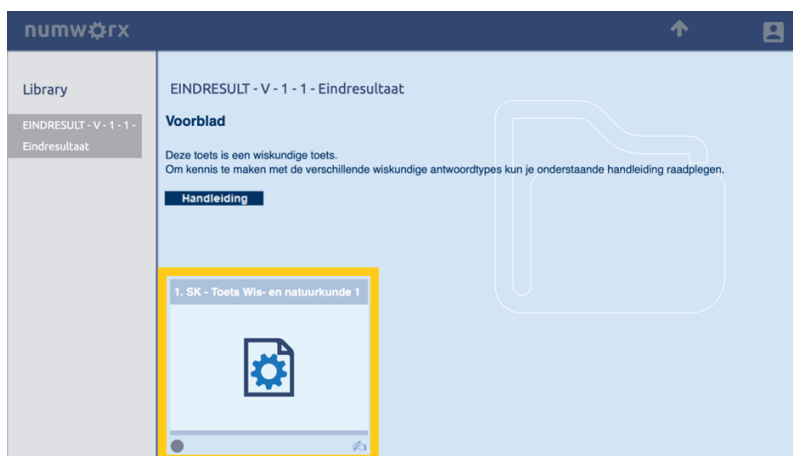 numworx
Library
EINDRESULT - V - 1 - 1 -
Eindresultaat
EINDRESULT - V - 1 - 1 - Eindresultaat
Voorblad
Deze toets is een wiskundige toets.
Om kennis te maken met de verschillende wiskundige antwoordtypes kun je onderstaande handleiding raadplegen.
Handleiding
1. SK - Toets Wis- en natuurkunde 1